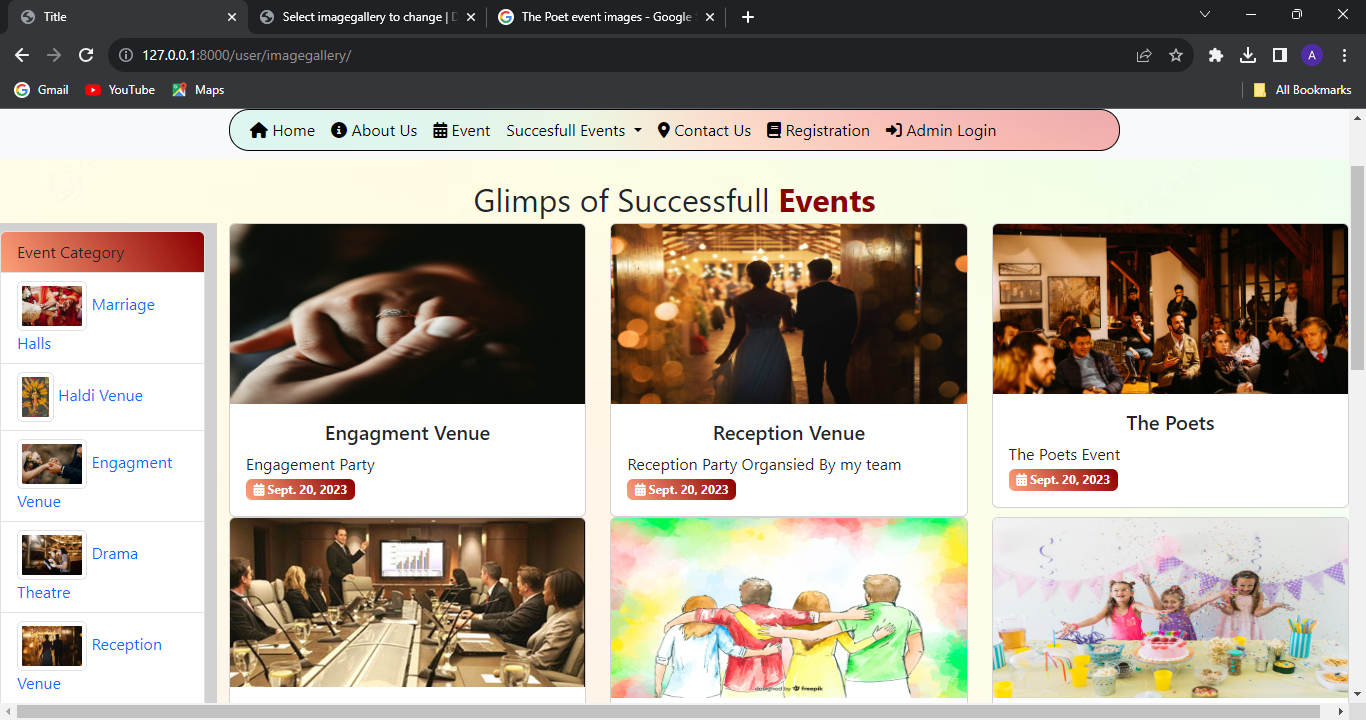 Title
Select imagegallery to change | D
The Poet event images - Google S
127.0.0.1:8000/user/imagegallery/
A
Gmail
YouTube
Maps
All Bookmarks
Home
About Us
Event
Succesfull Events
Contact Us
Registration
Admin Login
Glimps of Successfull Events
Event Category
Marriage
Halls
Haldi Venue
Engagment
Venue
Drama
Theatre
Reception
Venue
Engagment Venue
Engagement Party
Sept. 20, 2023
Reception Venue
Reception Party Organsied By my team
Sept. 20, 2023
The Poets
The Poets Event
Sept. 20, 2023
designed by freepik